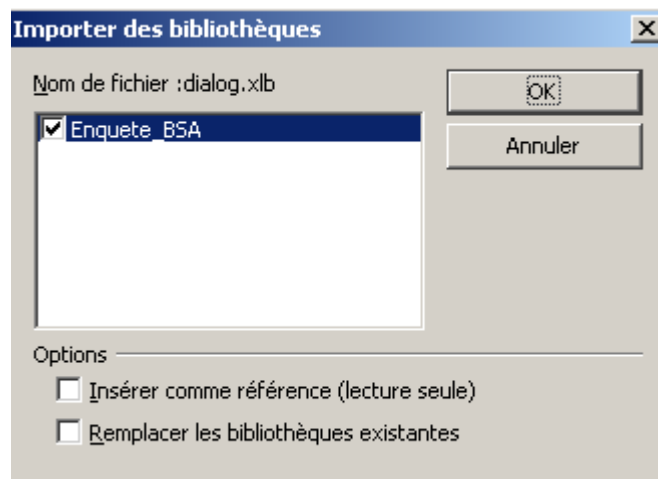 Importer des bibliothèques
Nom de fichier :dialog.xlb
OK
Enquete_BSA
Annuler
Options
Insérer comme référence (lecture seule)
Remplacer les bibliothèques existantes